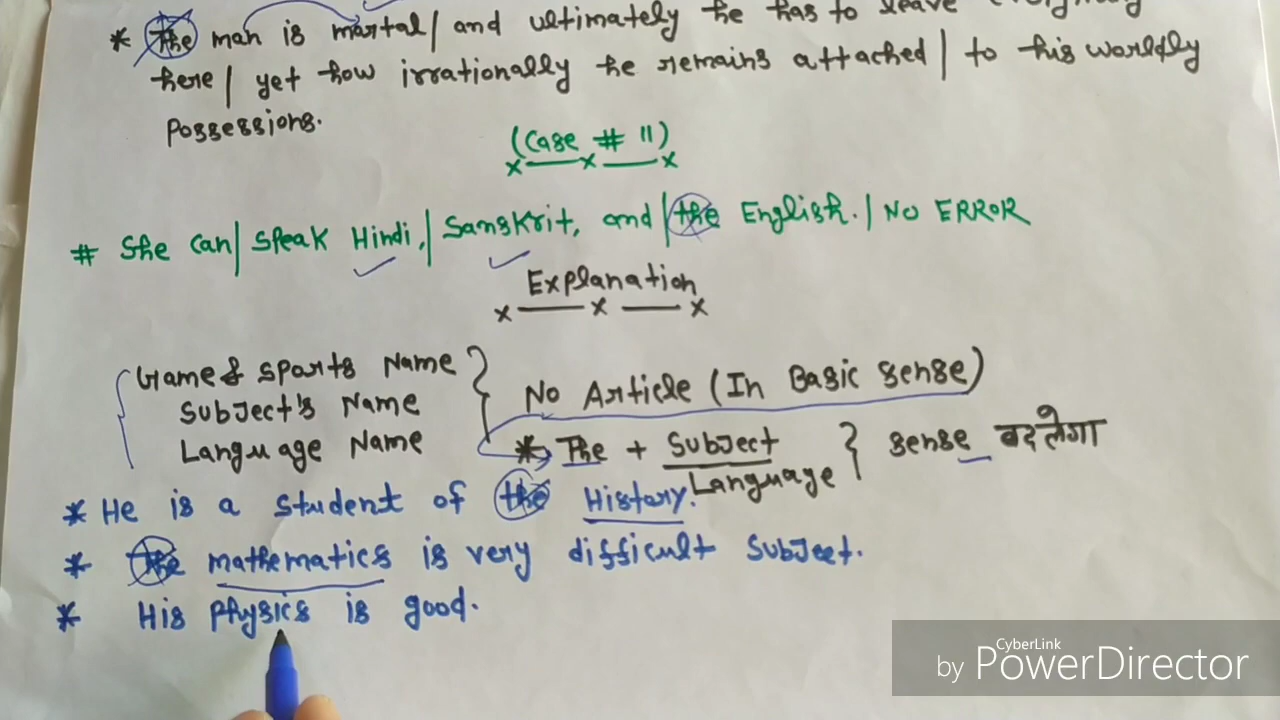 * The man is mortal/ and ultimately he has to leave everything
here/ yet how irrationally he remains attached/ to his worldly
possessions.
(Case # 11)
x—x—x
# She can/ speak Hindi,/ Sanskrit, and/ the English./ NO ERROR
Explanation
x—x—x
Game & sports Name
Subject's Name
Language Name
No Article (In Basic sense)
* The + Subject
Language
sense बदलेगा
* He is a student of the History.
* The mathematics is very difficult subject.
* His physics is good.
CyberLink
by PowerDirector